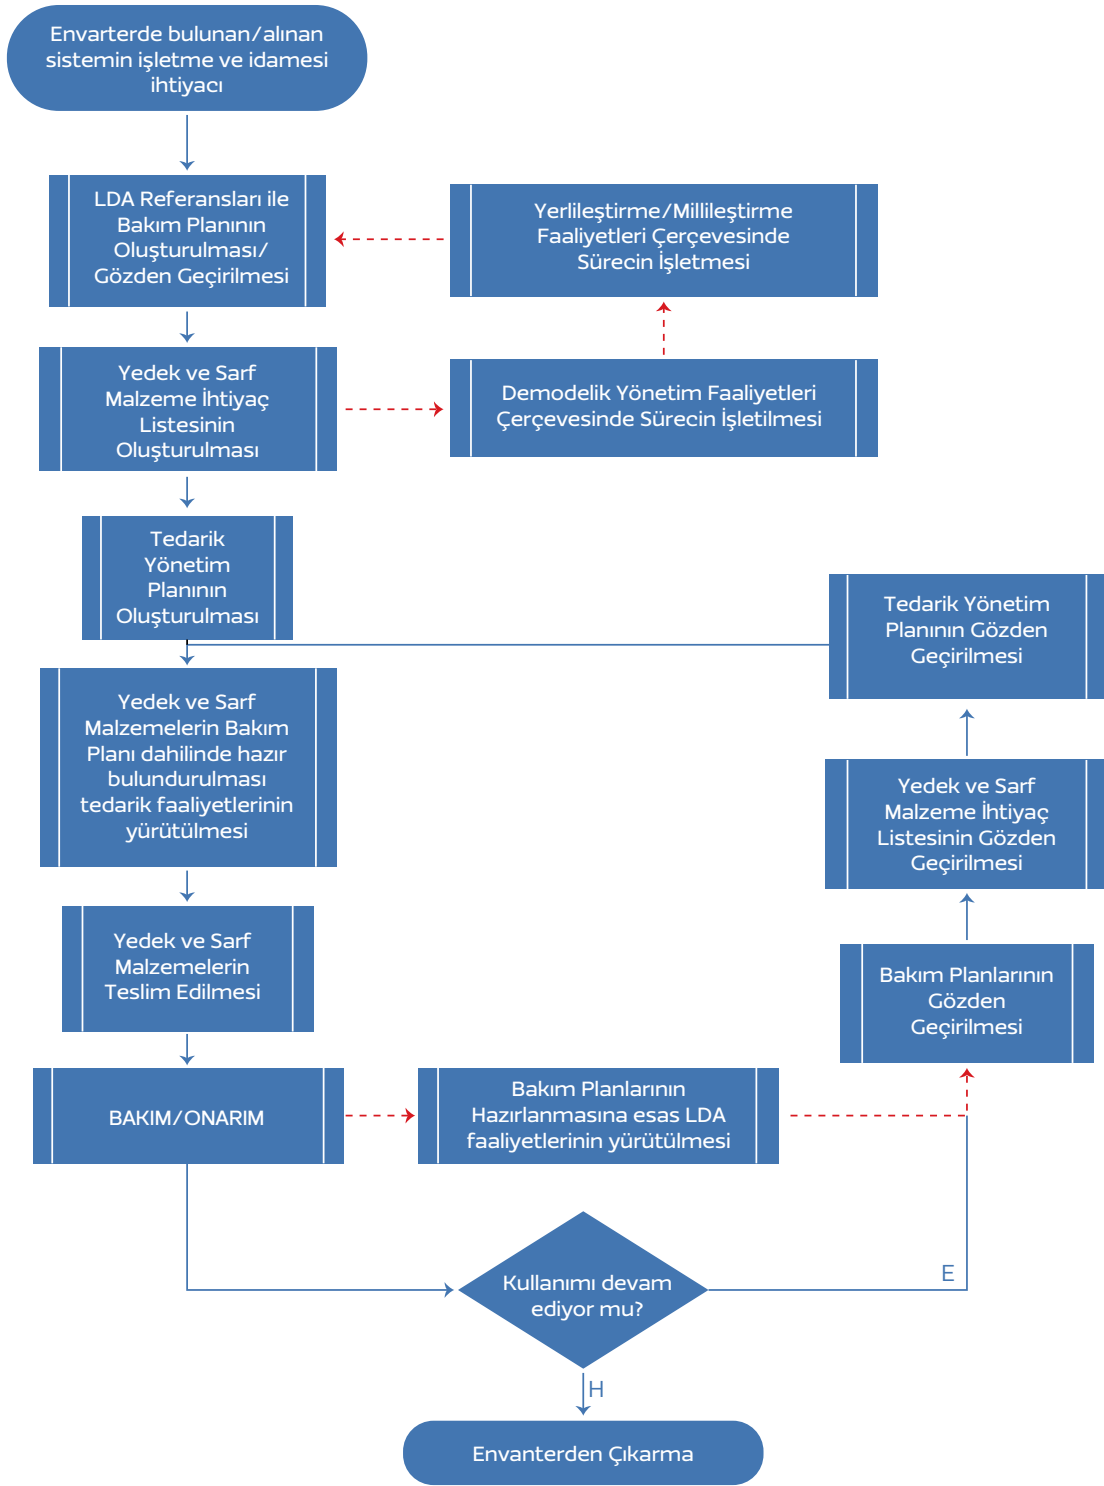 Envarterde bulunan/alınan
sistemin işletme ve idamesi
ihtiyacı
LDA Referansları ile
Bakım Planının
Oluşturulması/
Gözden Geçirilmesi
Yerlileştirme/Millileştirme
Faaliyetleri Çerçevesinde
Sürecin İşletmesi
Yedek ve Sarf
Malzeme İhtiyaç
Listesinin
Oluşturulması
Demodelik Yönetim Faaliyetleri
Çerçevesinde Sürecin İşletilmesi
Tedarik
Yönetim
Planının
Oluşturulması
Tedarik Yönetim
Planının Gözden
Geçirilmesi
Yedek ve Sarf
Malzemelerin Bakım
Planı dahilinde hazır
bulundurulması
tedarik faaliyetlerinin
yürütülmesi
Yedek ve Sarf
Malzeme İhtiyaç
Listesinin Gözden
Geçirilmesi
Yedek ve Sarf
Malzemelerin
Teslim Edilmesi
Bakım Planlarının
Gözden
Geçirilmesi
BAKIM/ONARIM
Bakım Planlarının
Hazırlanmasına esas LDA
faaliyetlerinin yürütülmesi
Kullanımı devam
ediyor mu?
E
H
Envanterden Çıkarma